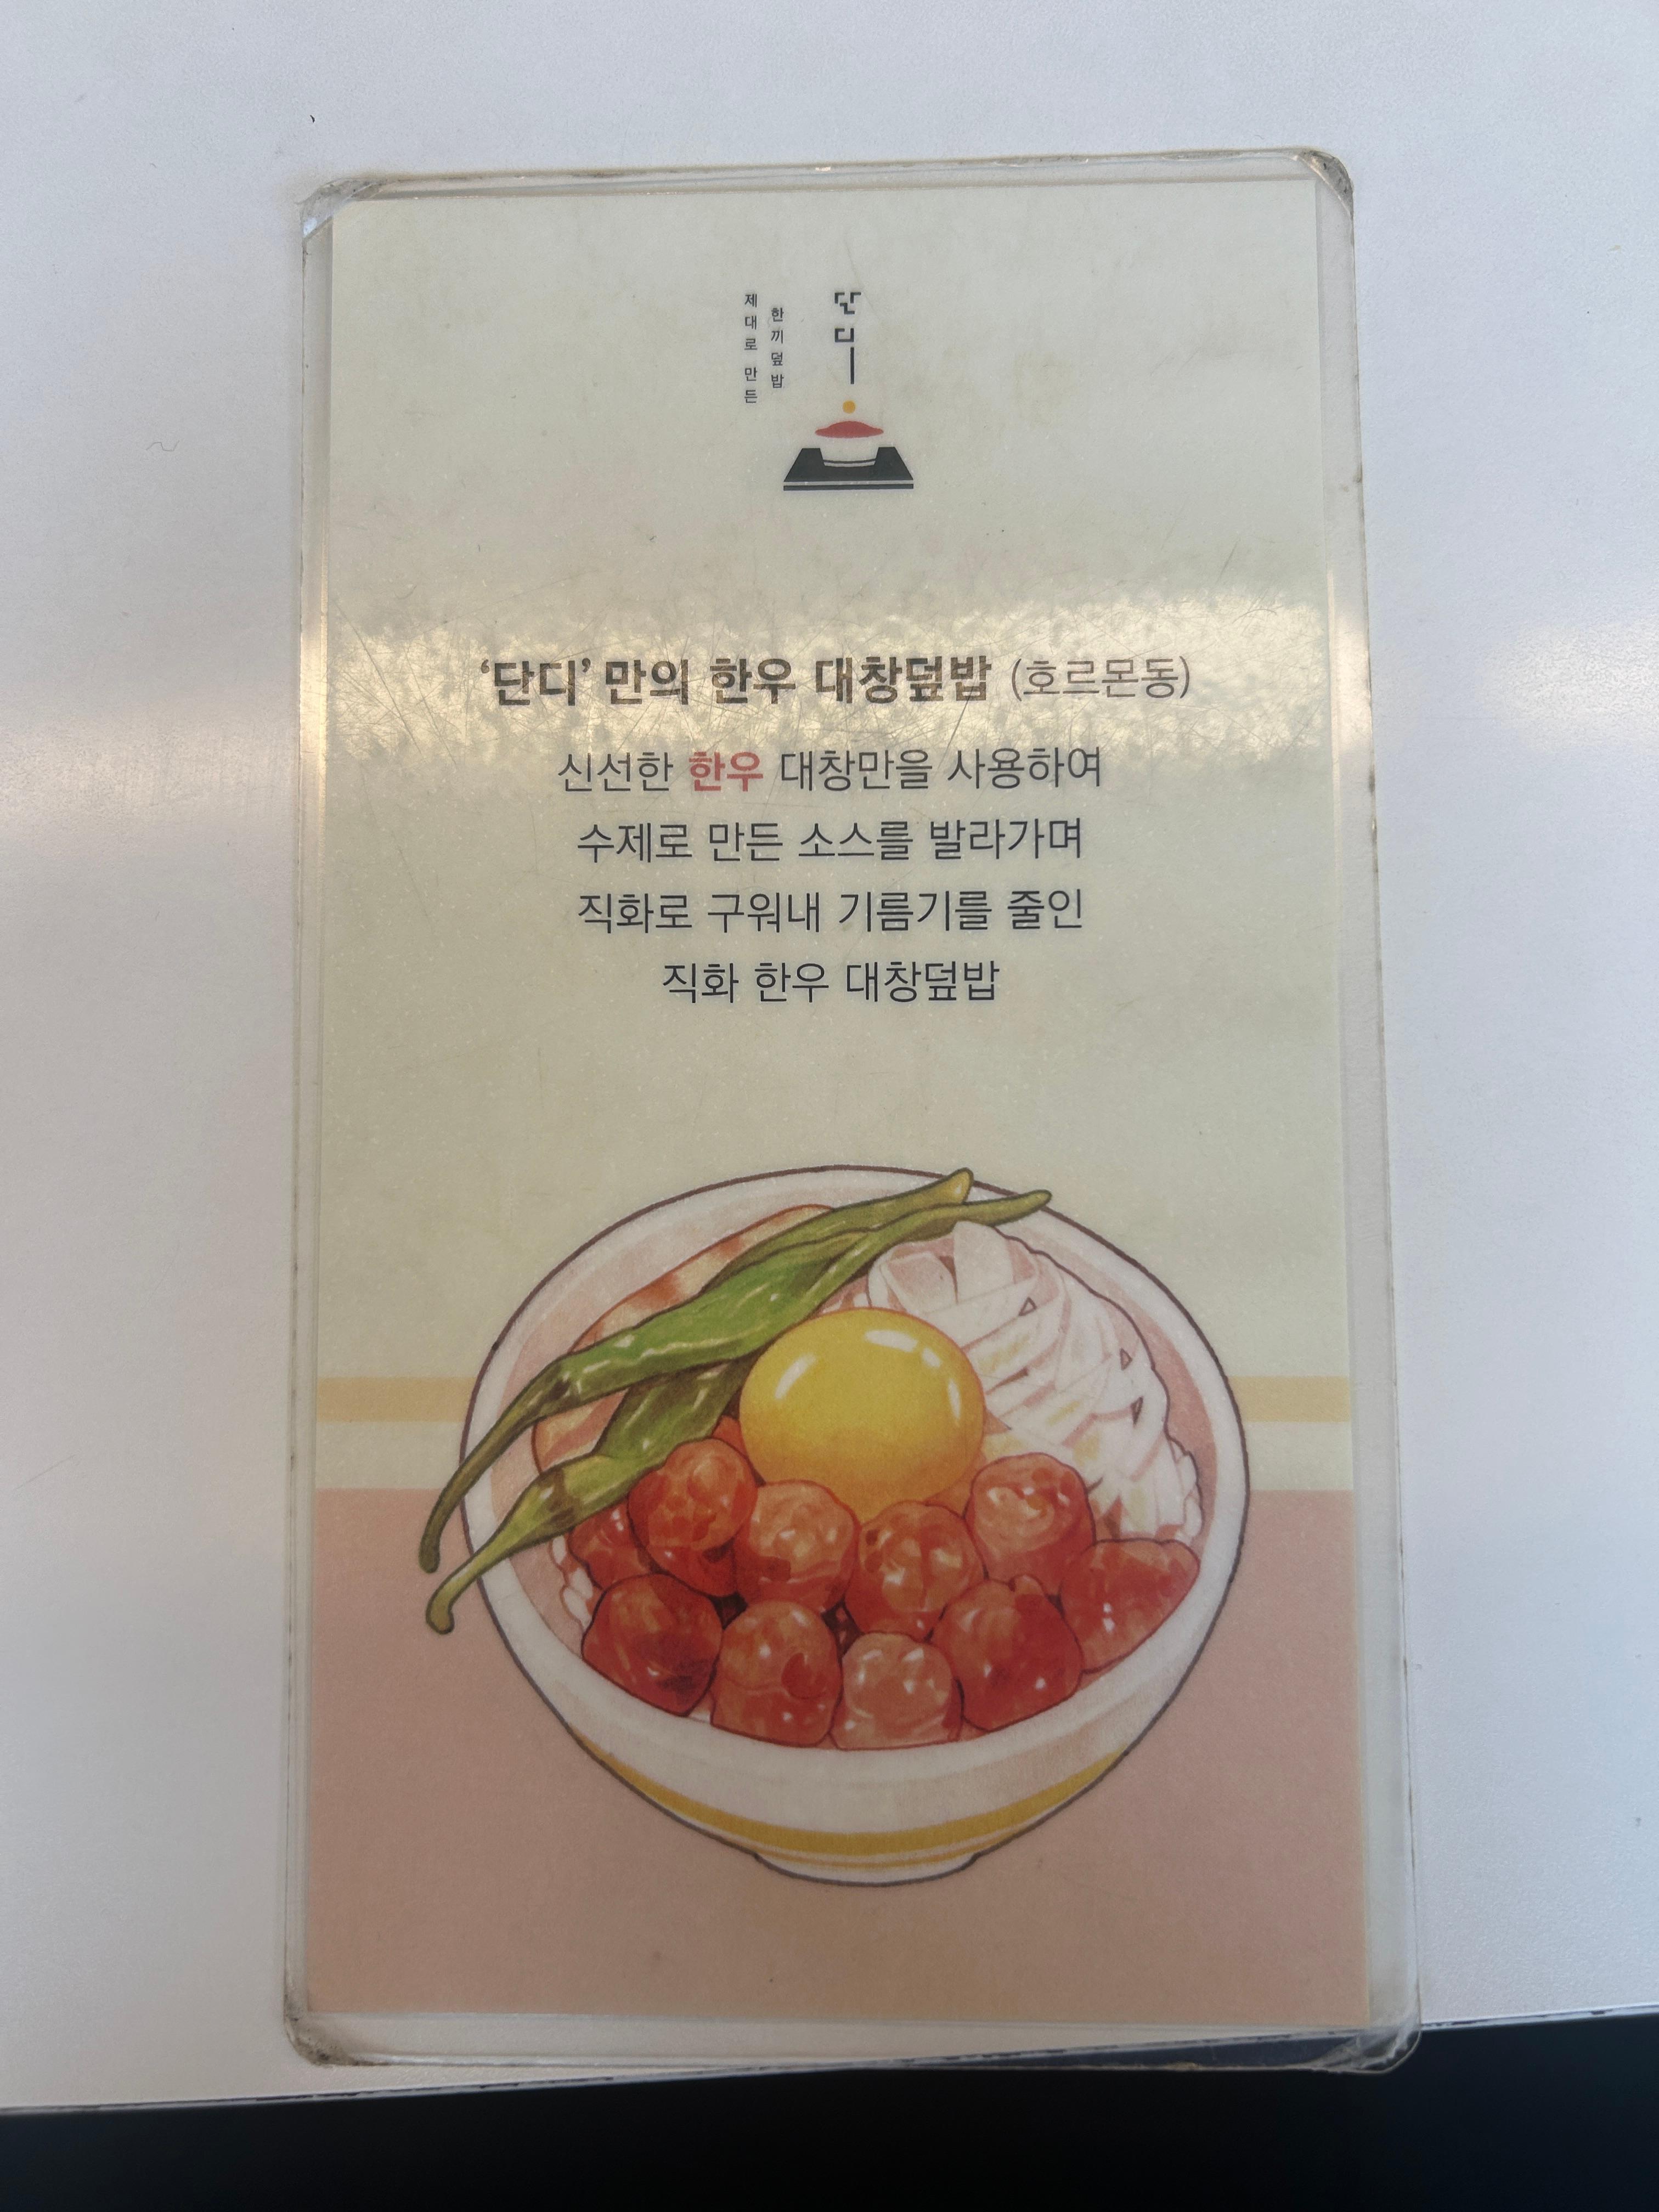 제대로 만든
한끼덮밥
단디
‘단디’만의 한우 대창덮밥 (호르몬동)
신선한 한우 대창만을 사용하여
수제로 만든 소스를 발라가며
직화로 구워내 기름기를 줄인
직화 한우 대창덮밥